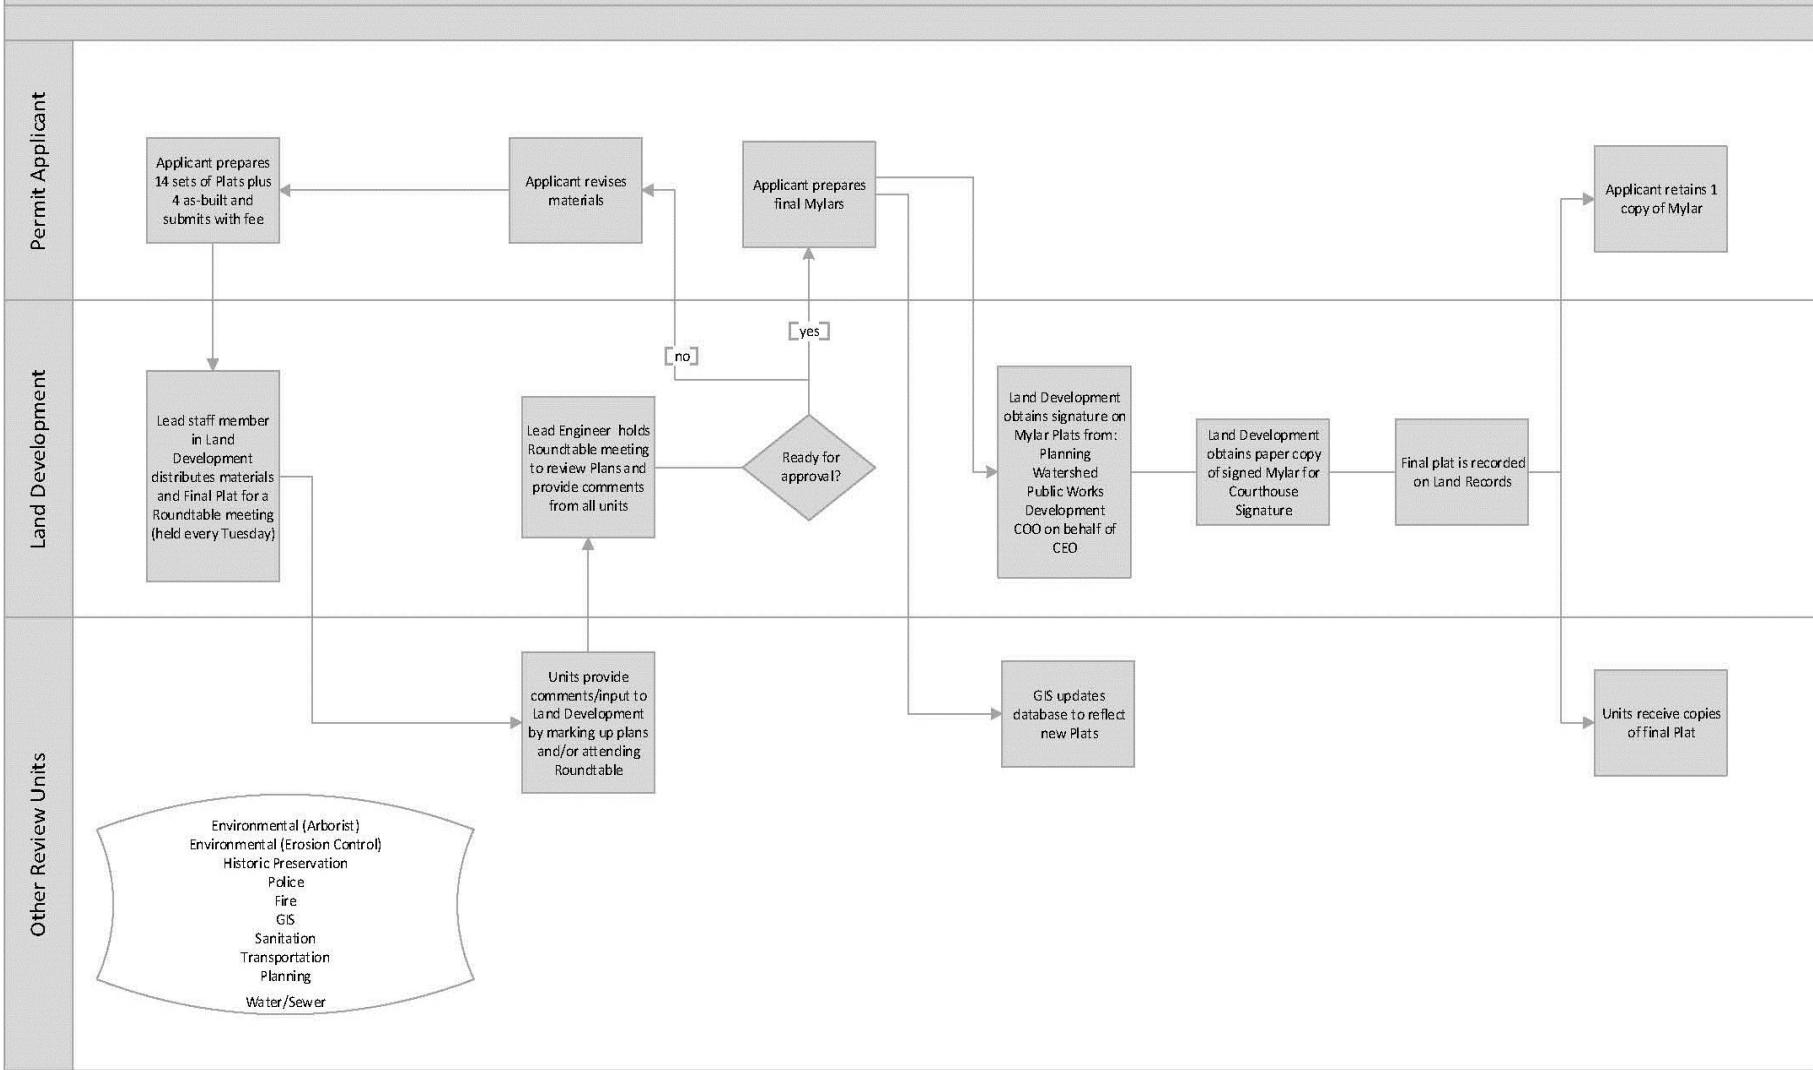 Permit Applicant
Applicant prepares
14 sets of Plats plus
4 as-built and
submits with fee
Applicant revises
materials
Applicant prepares
final Mylars
Applicant retains 1
copy of Mylar
Land Development
yes
no
Lead staff member
in Land
Development
distributes materials
and Final Plat for a
Roundtable meeting
(held every Tuesday)
Lead Engineer holds
Roundtable meeting
to review Plans and
provide comments
from all units
Ready for
approval?
Land Development
obtains signature on
Mylar Plats from:
Planning
Watershed
Public Works
Development
COO on behalf of
CEO
Land Development
obtains paper copy
of signed Mylar for
Courthouse
Signature
Final plat is recorded
on Land Records
Other Review Units
Units provide
comments/input to
Land Development
by marking up plans
and/or attending
Roundtable
GIS updates
database to reflect
new Plats
Units receive copies
of final Plat
Environmental (Arborist)
Environmental (Erosion Control)
Historic Preservation
Police
Fire
GIS
Sanitation
Transportation
Planning
Water/Sewer